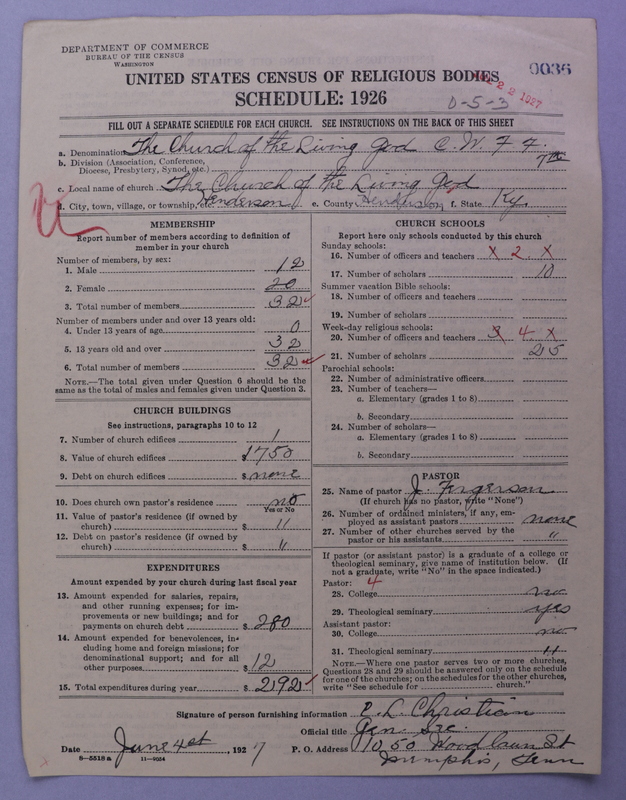 DEPARTMENT OF COMMERCE
BUREAU OF THE CENSUS
WASHINGTON
0036
UNITED STATES CENSUS OF RELIGIOUS BODIES
22 1927
SCHEDULE: 1926
0-5-3
FILL OUT A SEPARATE SCHEDULE FOR EACH CHURCH. SEE INSTRUCTIONS ON THE BACK OF THIS SHEET
a. Denomination The Church of the Living God C. W. F. F.
b. Division (Association, Conference, Diocese, Presbytery, Synod, etc.) 7th
c. Local name of church The Church of the Living God
d. City, town, village, or township, etc. Henderson e. County Henderson f. State Ky.
MEMBERSHIP
Report number of members according to definition of
member in your church
Number of members, by sex:
1. Male 12
2. Female 20
3. Total number of members 32
Number of members under and over 13 years old:
4. Under 13 years of age 0
5. 13 years old and over 32
6. Total number of members 32
NOTE.—The total given under Question 6 should be
same as the total of males and females given under Question 3.
CHURCH BUILDINGS
See instructions, paragraphs 10 to 12
7. Number of church edifices 1
8. Value of church edifices $ 1750
9. Debt on church edifices $ none
10. Does church own pastor's residence no
Yes or No
11. Value of pastor's residence (if owned by
church) $ "
12. Debt on pastor's residence (if owned by
church) $ "
EXPENDITURES
Amount expended by your church during last fiscal year
13. Amount expended for salaries, repairs,
and other running expenses; for im-
provements or new buildings; and for
payments on church debt $ 280
14. Amount expended for benevolences, in-
cluding home and foreign missions; for
denominational support; and for all
other purposes $ 12
15. Total expenditures during year $ 292
CHURCH SCHOOLS
Report here only schools conducted by this church
Sunday schools:
16. Number of officers and teachers x 2 x
17. Number of scholars 10
Summer vacation Bible schools:
18. Number of officers and teachers
19. Number of scholars
Week-day religious schools:
20. Number of officers and teachers 3 4 x
21. Number of scholars 25
Parochial schools:
22. Number of administrative officers
23. Number of teachers—
a. Elementary (grades 1 to 8)
b. Secondary
24. Number of scholars—
a. Elementary (grades 1 to 8)
b. Secondary
PASTOR
25. Name of pastor J. Fergerson
(If church has no pastor, write "None")
26. Number of ordained ministers, if any, em-
ployed as assistant pastors none
27. Number of other churches served by the
pastor or his assistants "
If pastor (or assistant pastor) is a graduate of a college or
theological seminary, give name of institution below. (If
not a graduate, write "No" in the space indicated.)
Pastor: 4
28. College no
29. Theological seminary yes
Assistant pastor:
30. College no
31. Theological seminary "
NOTE.—Where one pastor serves two or more churches,
Questions 28 and 29 should be answered only on the schedule
for one of the churches; on the schedules for the other churches,
write "See schedule for church."
Signature of person furnishing information E. L. Christian
Official title Gen. Sec.
Date June 4st, 1927 P. O. Address 1050 Woodlawn St
8—5518 a 11—9054 Memphis, Tenn